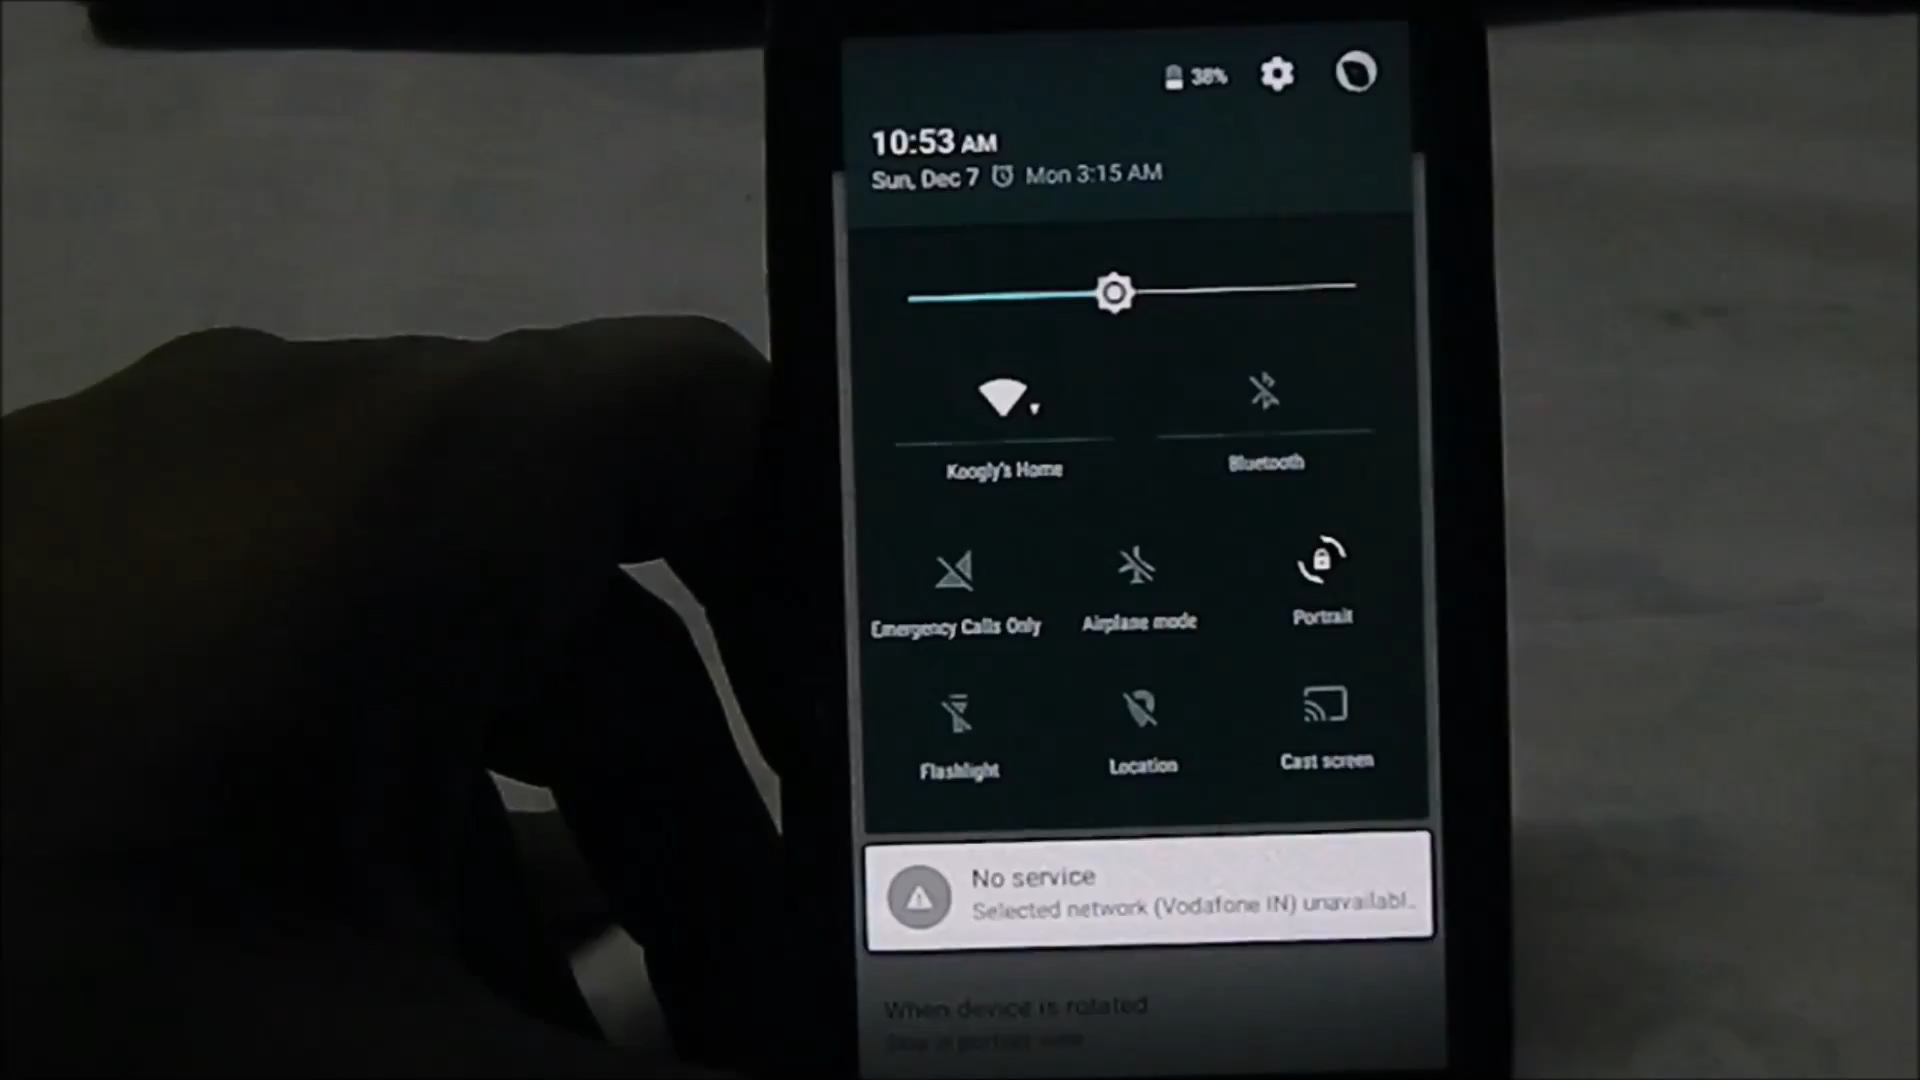 38%
10:53 AM
Sun, Dec 7 Mon 3:15 AM
Koogly's Home
Bluetooth
Emergency Calls Only
Airplane mode
Portrait
Flashlight
Location
Cast screen
No service
Selected network (Vodafone IN) unavailabl..
When device is rotated